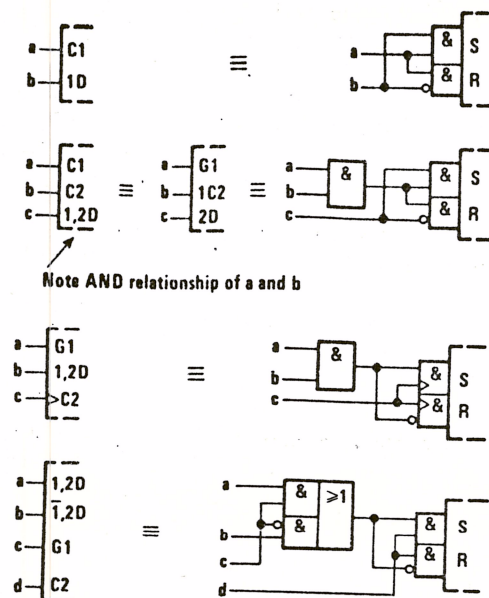 a C1 ≡ a & S
b 1D b & R
a C1 ≡ a G1 ≡ a & & S
b C2 b 1C2 b
c 1,2D c 2D c & R
Note AND relationship of a and b
a G1 ≡ a & & S
b 1,2D b
c >C2 c & R
a 1,2D ≡ a & ≥1 & S
b 1̅,2D b & & R
c G1 c
d C2 d